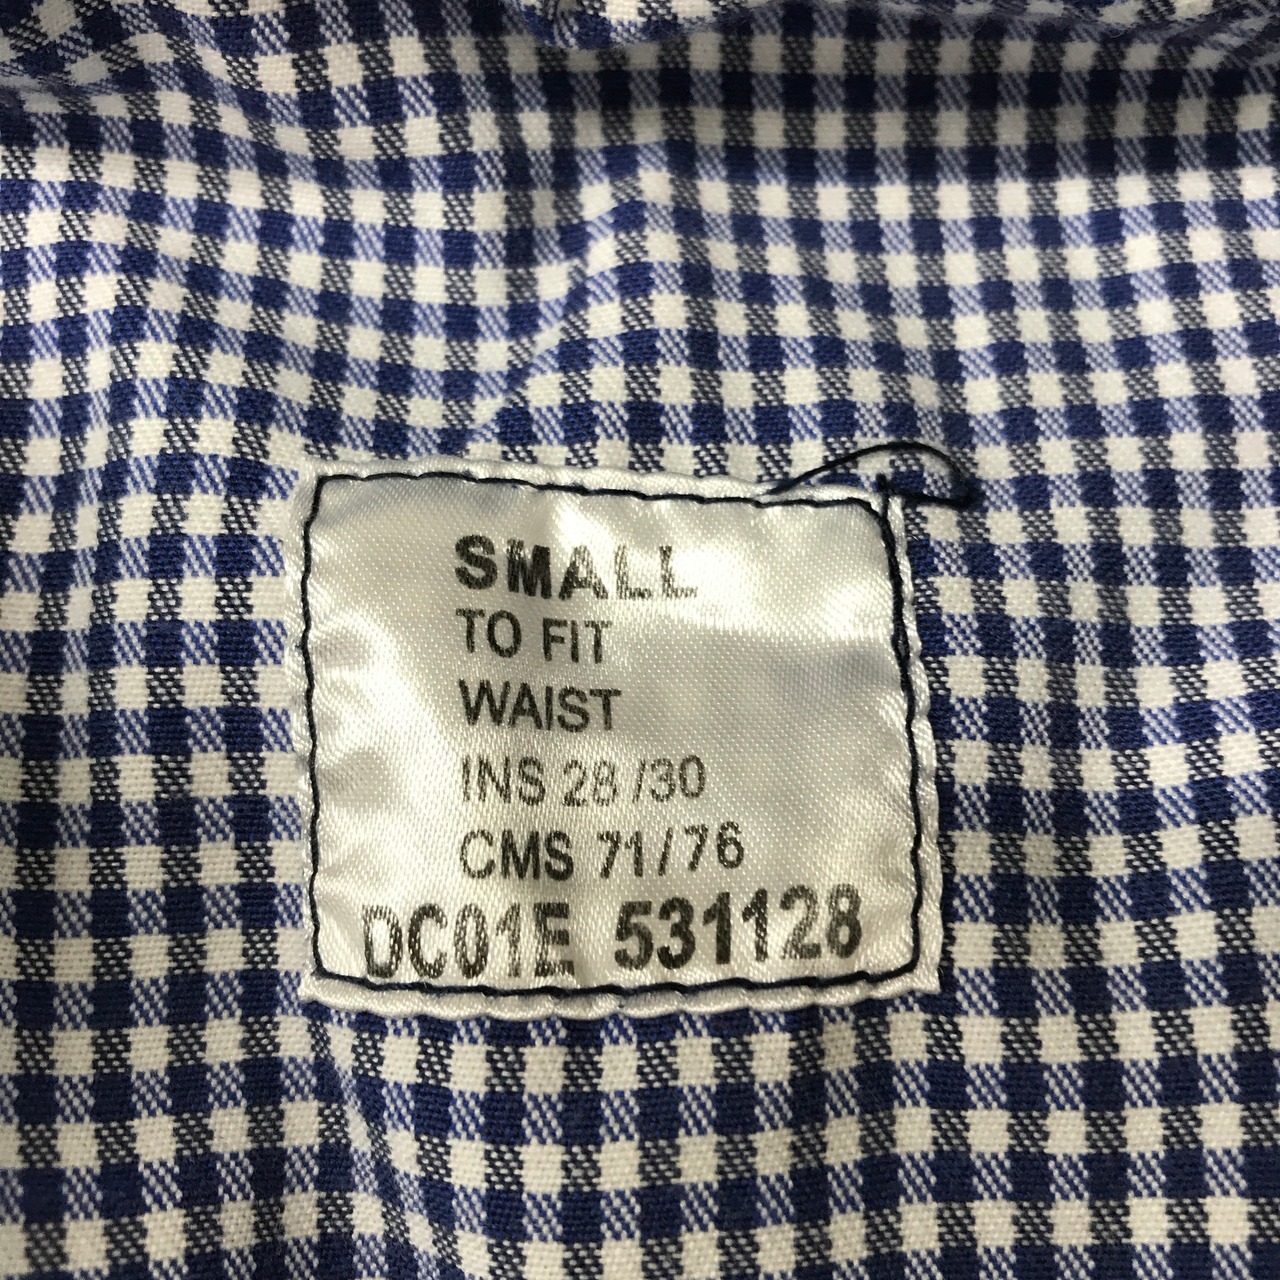 SMALL
TO FIT
WAIST
INS 28 /30
CMS 71/76
DC01E 531128